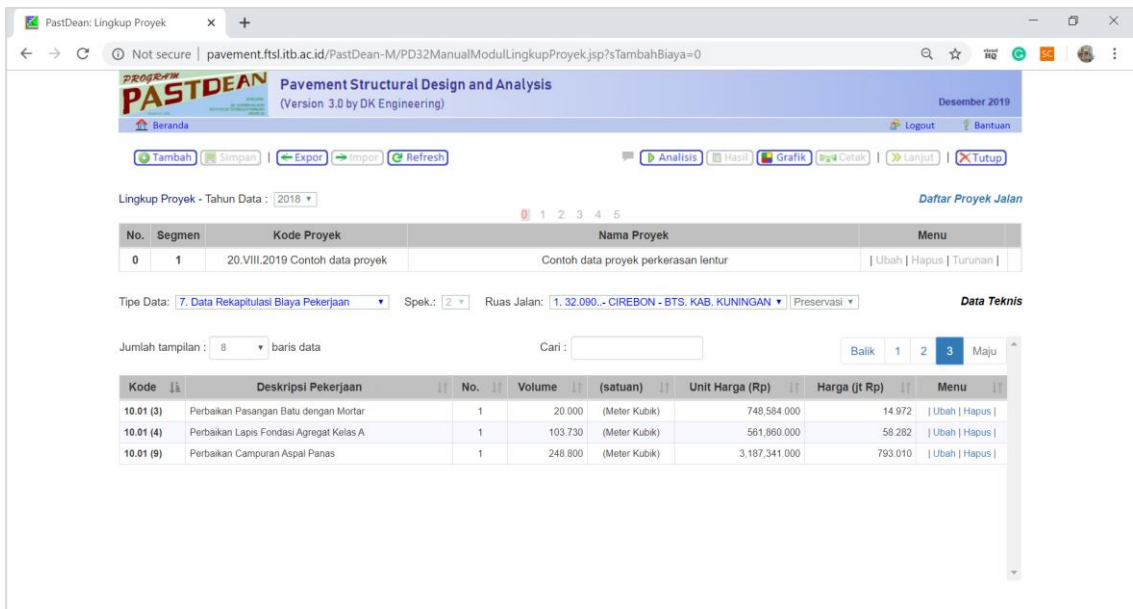 PastDean: Lingkup Proyek
Not secure | pavement.ftsl.itb.ac.id/PastDean-M/PD32ManualModulLingkupProyek.jsp?sTambahBiaya=0
PROGRAM
PASTDEAN
Pavement Structural Design and Analysis
(Version 3.0 by DK Engineering)
Desember 2019
Beranda Logout Bantuan
Tambah Simpan | Expor Impor Refresh Analisis Hasil Grafik Cetak | Lanjut | Tutup
Lingkup Proyek - Tahun Data : 2018 Daftar Proyek Jalan
0 1 2 3 4 5
No. Segmen Kode Proyek Nama Proyek Menu
0 1 20.VIII.2019 Contoh data proyek Contoh data proyek perkerasan lentur | Ubah | Hapus | Turunan |
Tipe Data: 7. Data Rekapitulasi Biaya Pekerjaan Spek.: 2 Ruas Jalan: 1. 32.090..- CIREBON - BTS. KAB. KUNINGAN Preservasi Data Teknis
Jumlah tampilan : 8 baris data Cari : Balik 1 2 3 Maju
Kode Deskripsi Pekerjaan No. Volume (satuan) Unit Harga (Rp) Harga (jt Rp) Menu
10.01 (3) Perbaikan Pasangan Batu dengan Mortar 1 20.000 (Meter Kubik) 748,584.000 14.972 | Ubah | Hapus |
10.01 (4) Perbaikan Lapis Fondasi Agregat Kelas A 1 103.730 (Meter Kubik) 561,860.000 58.282 | Ubah | Hapus |
10.01 (9) Perbaikan Campuran Aspal Panas 1 248.800 (Meter Kubik) 3,187,341.000 793.010 | Ubah | Hapus |